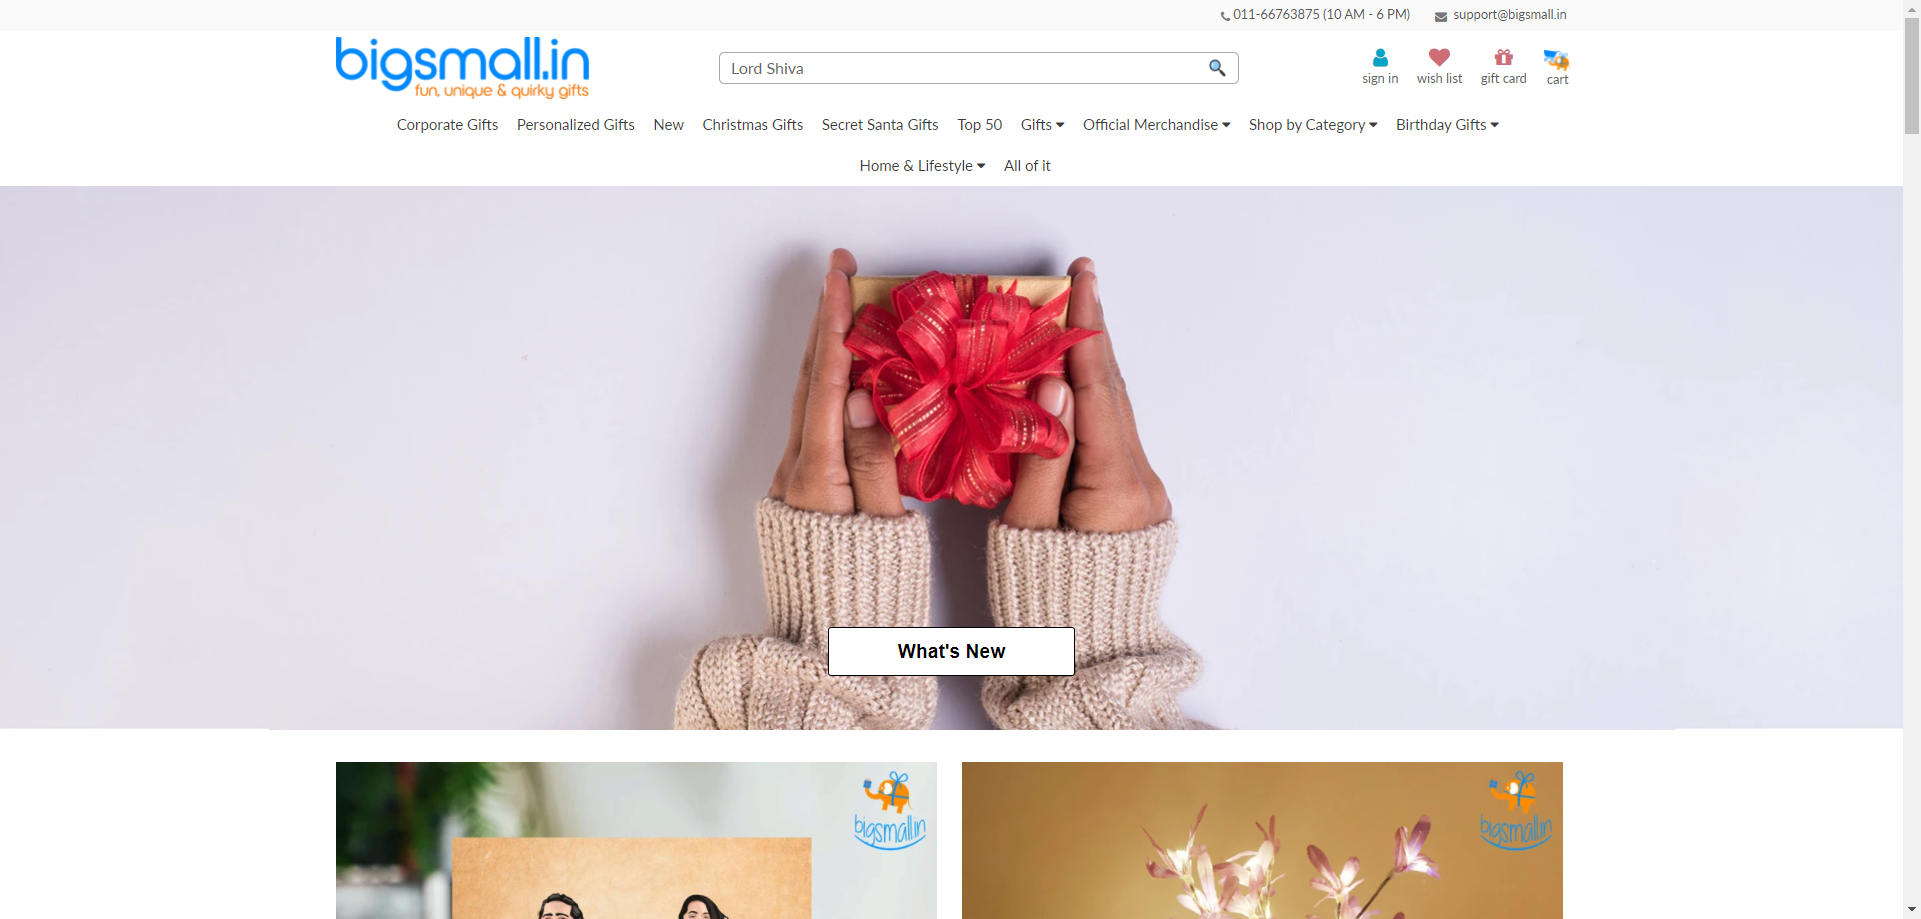 011-66763875 (10 AM - 6 PM) support@bigsmall.in
bigsmall.in
fun, unique & quirky gifts
Lord Shiva
sign in wish list gift card cart
Corporate Gifts Personalized Gifts New Christmas Gifts Secret Santa Gifts Top 50 Gifts Official Merchandise Shop by Category Birthday Gifts
Home & Lifestyle All of it
What's New
bigsmall.in
bigsmall.in